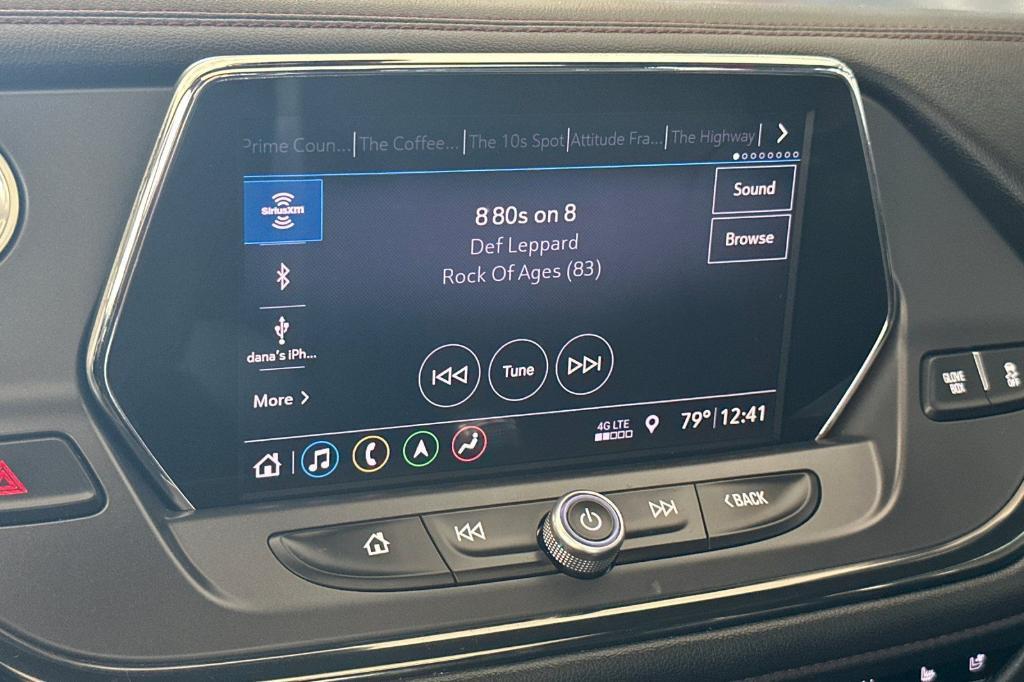 Prime Coun... The Coffee... The 10s Spot Attitude Fra... The Highway
SiriusXm
8 80s on 8
Def Leppard
Rock Of Ages (83)
Sound
Browse
dana's iPh...
Tune
More
4G LTE
79° 12:41
BACK
GLOVE
BOX
OFF